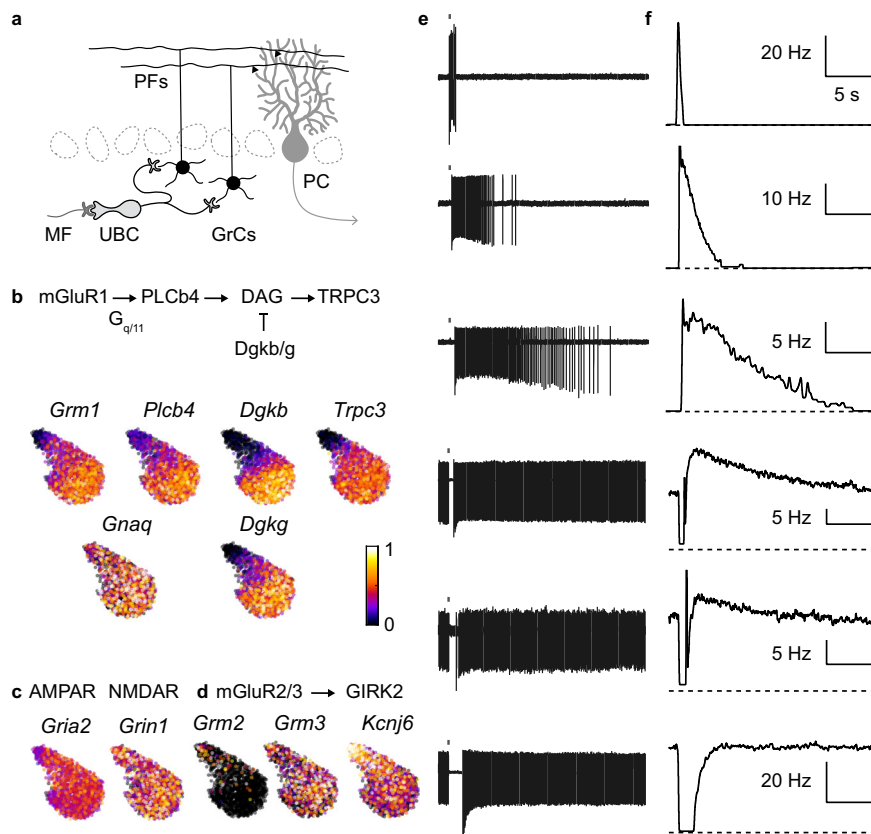 a
PFs
PC
MF UBC GrCs
b mGluR1 PLCb4 DAG TRPC3
Gq/11
Dgkb/g
Grm1 Plcb4 Dgkb Trpc3
Gnaq Dgkg
1
0
c AMPAR NMDAR
Gria2 Grin1
d mGluR2/3 GIRK2
Grm2 Grm3 Kcnj6
e
f
20 Hz
5 s
10 Hz
5 Hz
5 Hz
5 Hz
20 Hz